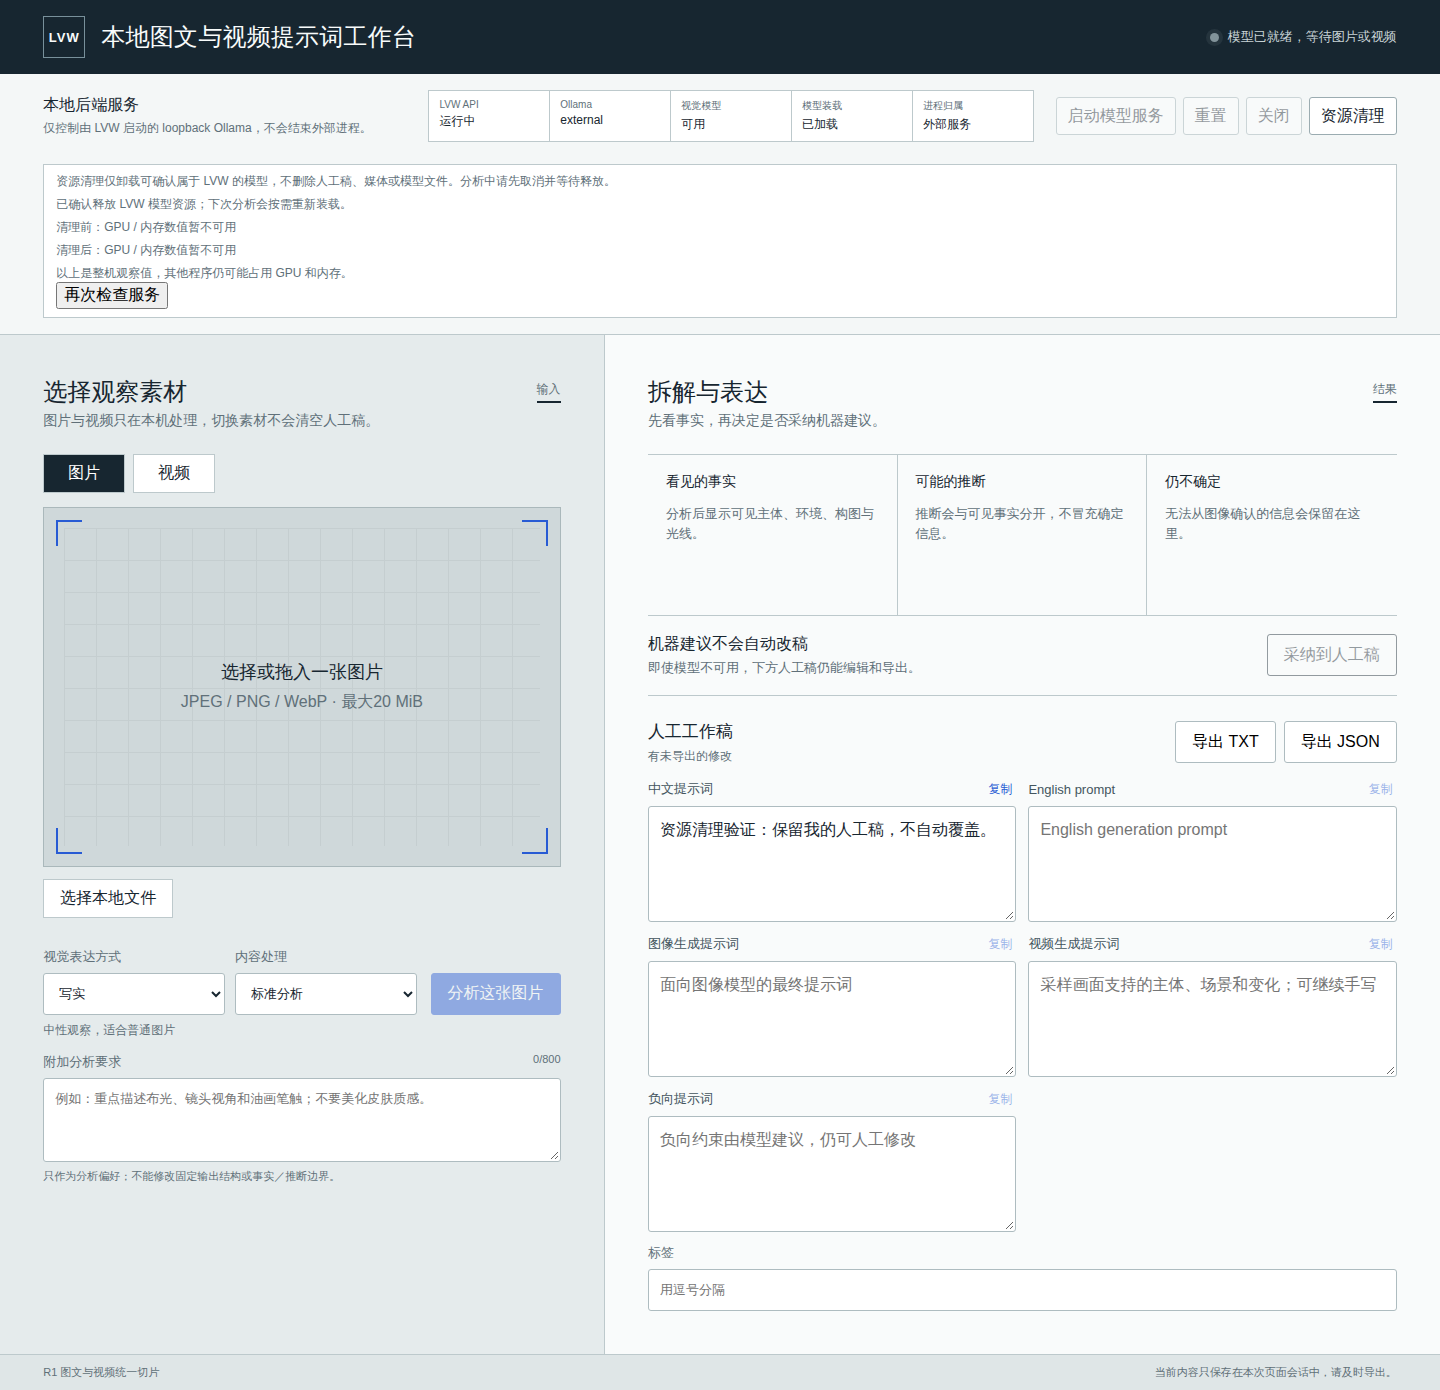 LVW
本地图文与视频提示词工作台
模型已就绪，等待图片或视频
本地后端服务
仅控制由 LVW 启动的 loopback Ollama，不会结束外部进程。
LVW API
运行中
Ollama
external
视觉模型
可用
模型装载
已加载
进程归属
外部服务
启动模型服务
重置
关闭
资源清理
资源清理仅卸载可确认属于 LVW 的模型，不删除人工稿、媒体或模型文件。分析中请先取消并等待释放。
已确认释放 LVW 模型资源；下次分析会按需重新装载。
清理前：GPU / 内存数值暂不可用
清理后：GPU / 内存数值暂不可用
以上是整机观察值，其他程序仍可能占用 GPU 和内存。
再次检查服务
选择观察素材
输入
图片与视频只在本机处理，切换素材不会清空人工稿。
图片
视频
选择或拖入一张图片
JPEG / PNG / WebP · 最大20 MiB
选择本地文件
视觉表达方式
内容处理
写实
标准分析
分析这张图片
中性观察，适合普通图片
附加分析要求
0/800
例如：重点描述布光、镜头视角和油画笔触；不要美化皮肤质感。
只作为分析偏好；不能修改固定输出结构或事实／推断边界。
拆解与表达
结果
先看事实，再决定是否采纳机器建议。
看见的事实
分析后显示可见主体、环境、构图与
光线。
可能的推断
推断会与可见事实分开，不冒充确定
信息。
仍不确定
无法从图像确认的信息会保留在这
里。
机器建议不会自动改稿
即使模型不可用，下方人工稿仍能编辑和导出。
采纳到人工稿
人工工作稿
有未导出的修改
导出 TXT
导出 JSON
中文提示词
复制
English prompt
复制
资源清理验证：保留我的人工稿，不自动覆盖。
English generation prompt
图像生成提示词
复制
视频生成提示词
复制
面向图像模型的最终提示词
采样画面支持的主体、场景和变化；可继续手写
负向提示词
复制
负向约束由模型建议，仍可人工修改
标签
用逗号分隔
R1 图文与视频统一切片
当前内容只保存在本次页面会话中，请及时导出。